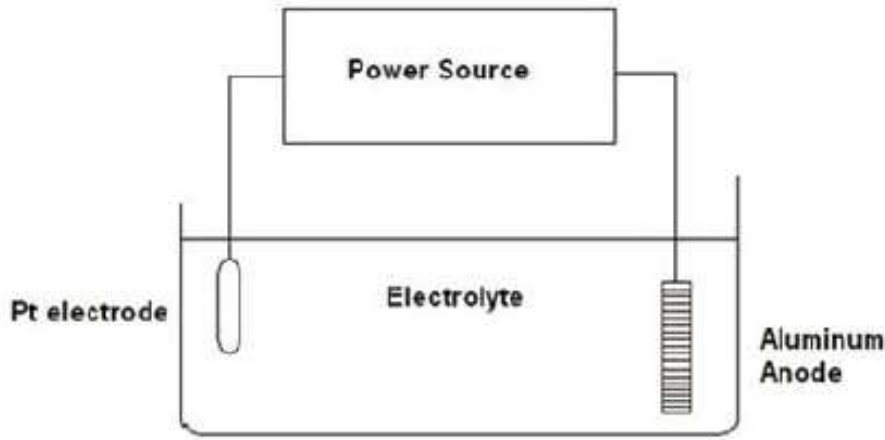 Power Source
Pt electrode
Electrolyte
Aluminum
Anode